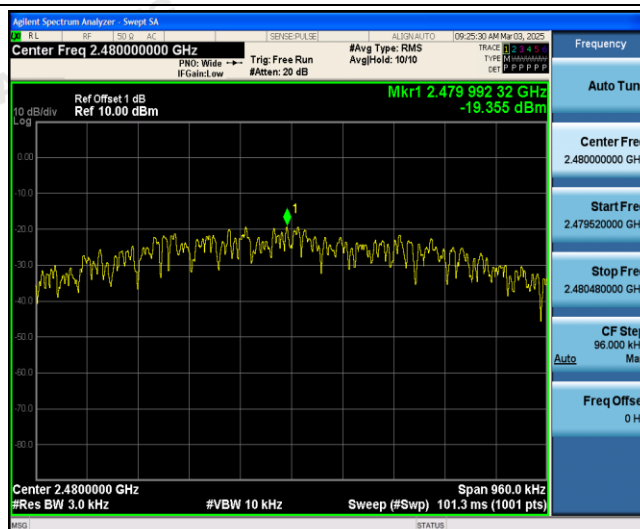 Agilent Spectrum Analyzer - Swept SA
RL RF 50 Ω AC SENSE:PULSE ALIGN AUTO 09:25:30 AM Mar 03, 2025
Center Freq 2.480000000 GHz
PNO: Wide
IFGain:Low
Trig: Free Run
#Atten: 20 dB
#Avg Type: RMS
Avg|Hold: 10/10
TRACE 1 2 3 4 5 6
TYPE M
DET P P P P P P
Ref Offset 1 dB
10 dB/div Ref 10.00 dBm
Log
Mkr1 2.479 992 32 GHz
-19.355 dBm
0.00
-10.0
-20.0
-30.0
-40.0
-50.0
-60.0
-70.0
-80.0
1
Center 2.4800000 GHz Span 960.0 kHz
#Res BW 3.0 kHz #VBW 10 kHz Sweep (#Swp) 101.3 ms (1001 pts)
MSG STATUS
Frequency
Auto Tun
Center Fre
2.480000000 GH
Start Fre
2.479520000 GH
Stop Fre
2.480480000 GH
CF Ste
96.000 kH
Auto Ma
Freq Offse
0 H